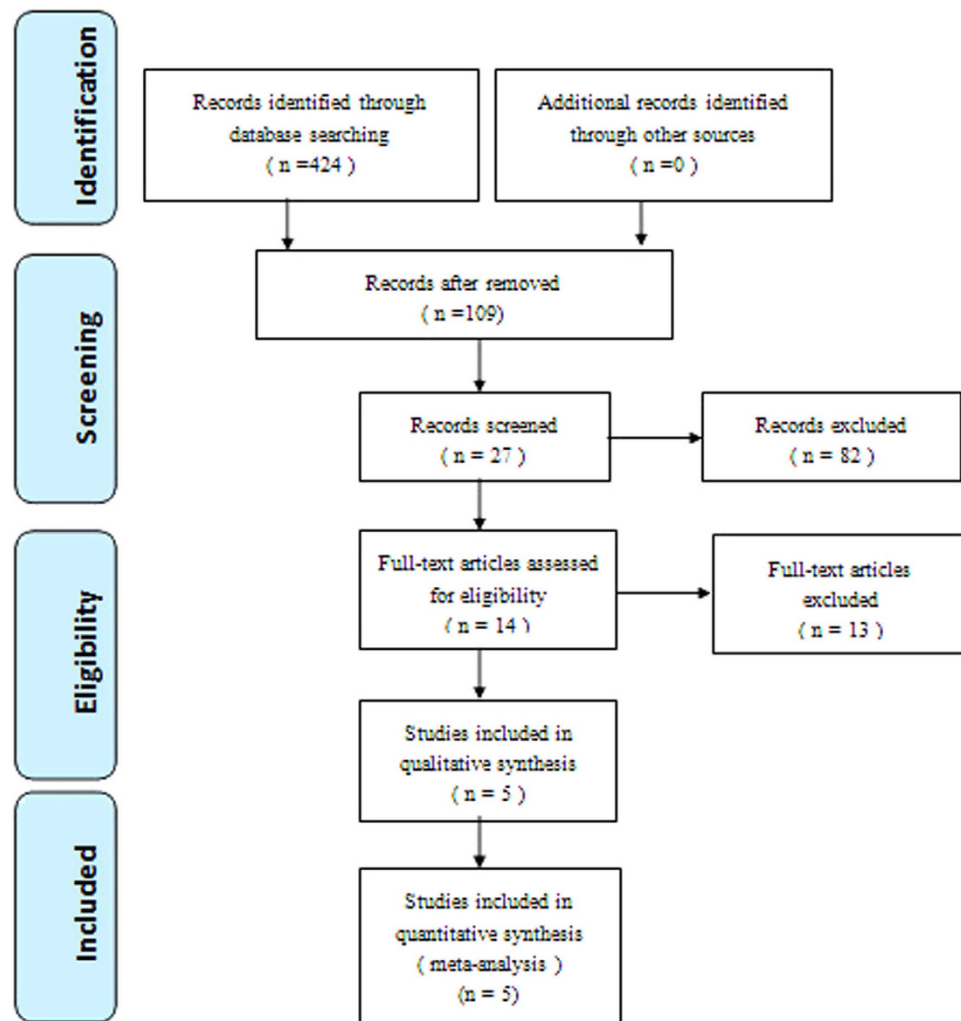 Identification
Records identified through
database searching
( n =424 )
Additional records identified
through other sources
( n =0 )
Screening
Records after removed
( n =109)
Records screened
( n = 27 )
Records excluded
( n = 82 )
Eligibility
Full-text articles assessed
for eligibility
( n = 14 )
Full-text articles
excluded
( n = 13 )
Studies included in
qualitative synthesis
( n = 5 )
Included
Studies included in
quantitative synthesis
( meta-analysis )
(n = 5)